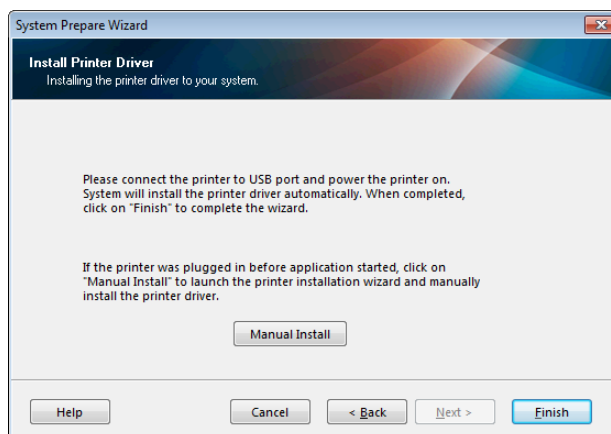 System Prepare Wizard
Install Printer Driver
Installing the printer driver to your system.
Please connect the printer to USB port and power the printer on.
System will install the printer driver automatically. When completed,
click on "Finish" to complete the wizard.
If the printer was plugged in before application started, click on
"Manual Install" to launch the printer installation wizard and manually
install the printer driver.
Manual Install
Help Cancel < Back Next > Finish